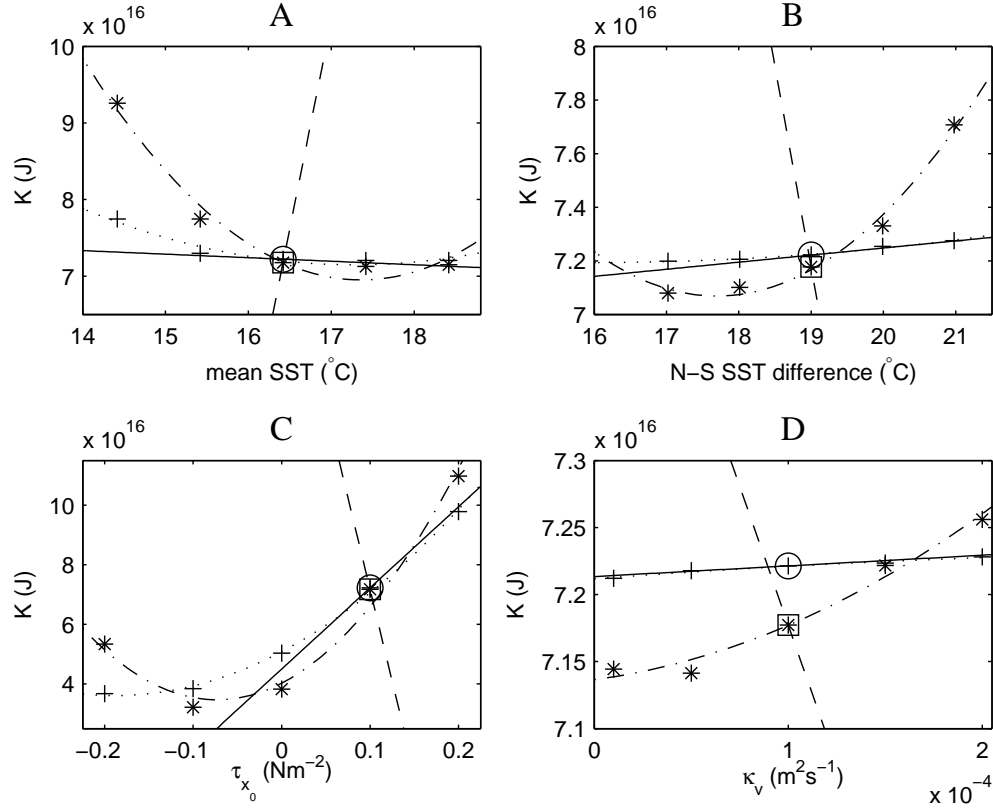 A
x 10^16
K (J)
10
9
8
7
14 15 16 17 18
mean SST (°C)
B
x 10^16
K (J)
8
7.8
7.6
7.4
7.2
7
16 17 18 19 20 21
N−S SST difference (°C)
C
x 10^16
K (J)
10
8
6
4
−0.2 −0.1 0 0.1 0.2
τ_x_0 (Nm^−2)
D
x 10^16
K (J)
7.3
7.25
7.2
7.15
7.1
0 1 2
κ_v (m^2s^−1)
x 10^−4